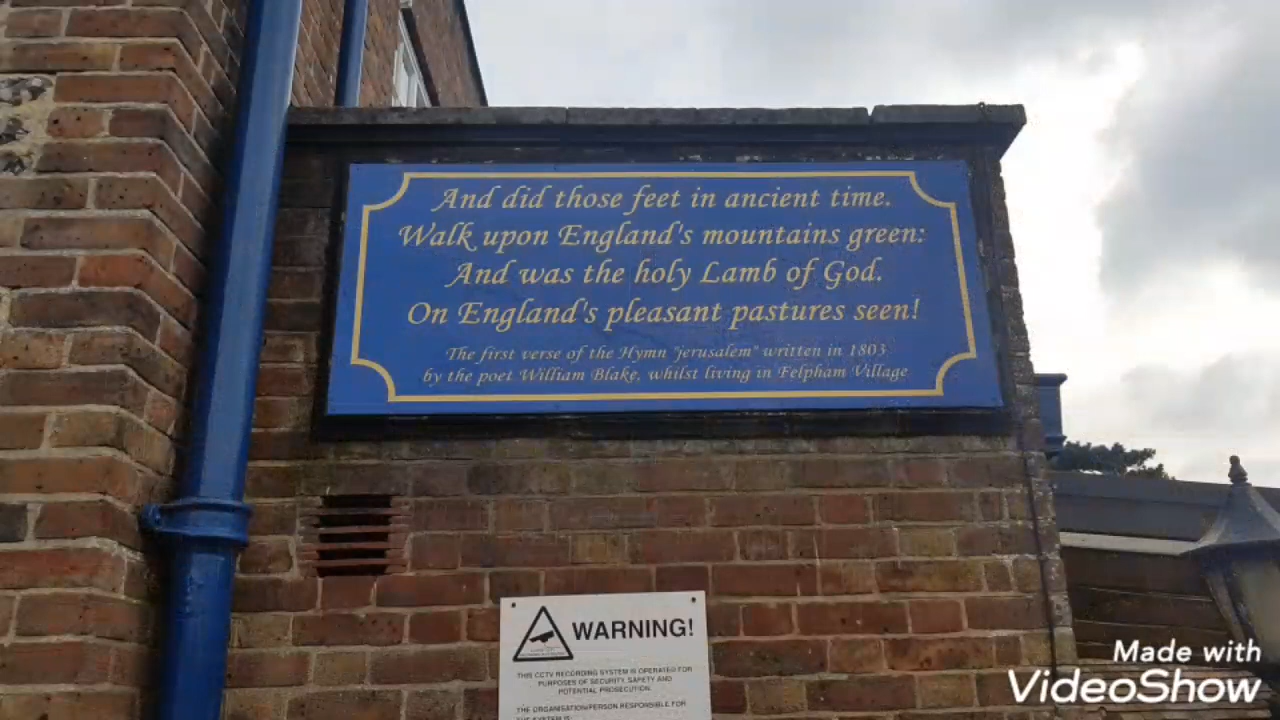 And did those feet in ancient time.
Walk upon England's mountains green:
And was the holy Lamb of God.
On England's pleasant pastures seen!
The first verse of the Hymn "jerusalem" written in 1803
by the poet William Blake, whilst living in Felpham Village
WARNING!
THIS CCTV RECORDING SYSTEM IS OPERATED FOR
PURPOSES OF SECURITY, SAFETY AND
POTENTIAL PROSECUTION.
THE ORGANISATION/PERSON RESPONSIBLE FOR
THE SYSTEM IS
Made with
VideoShow